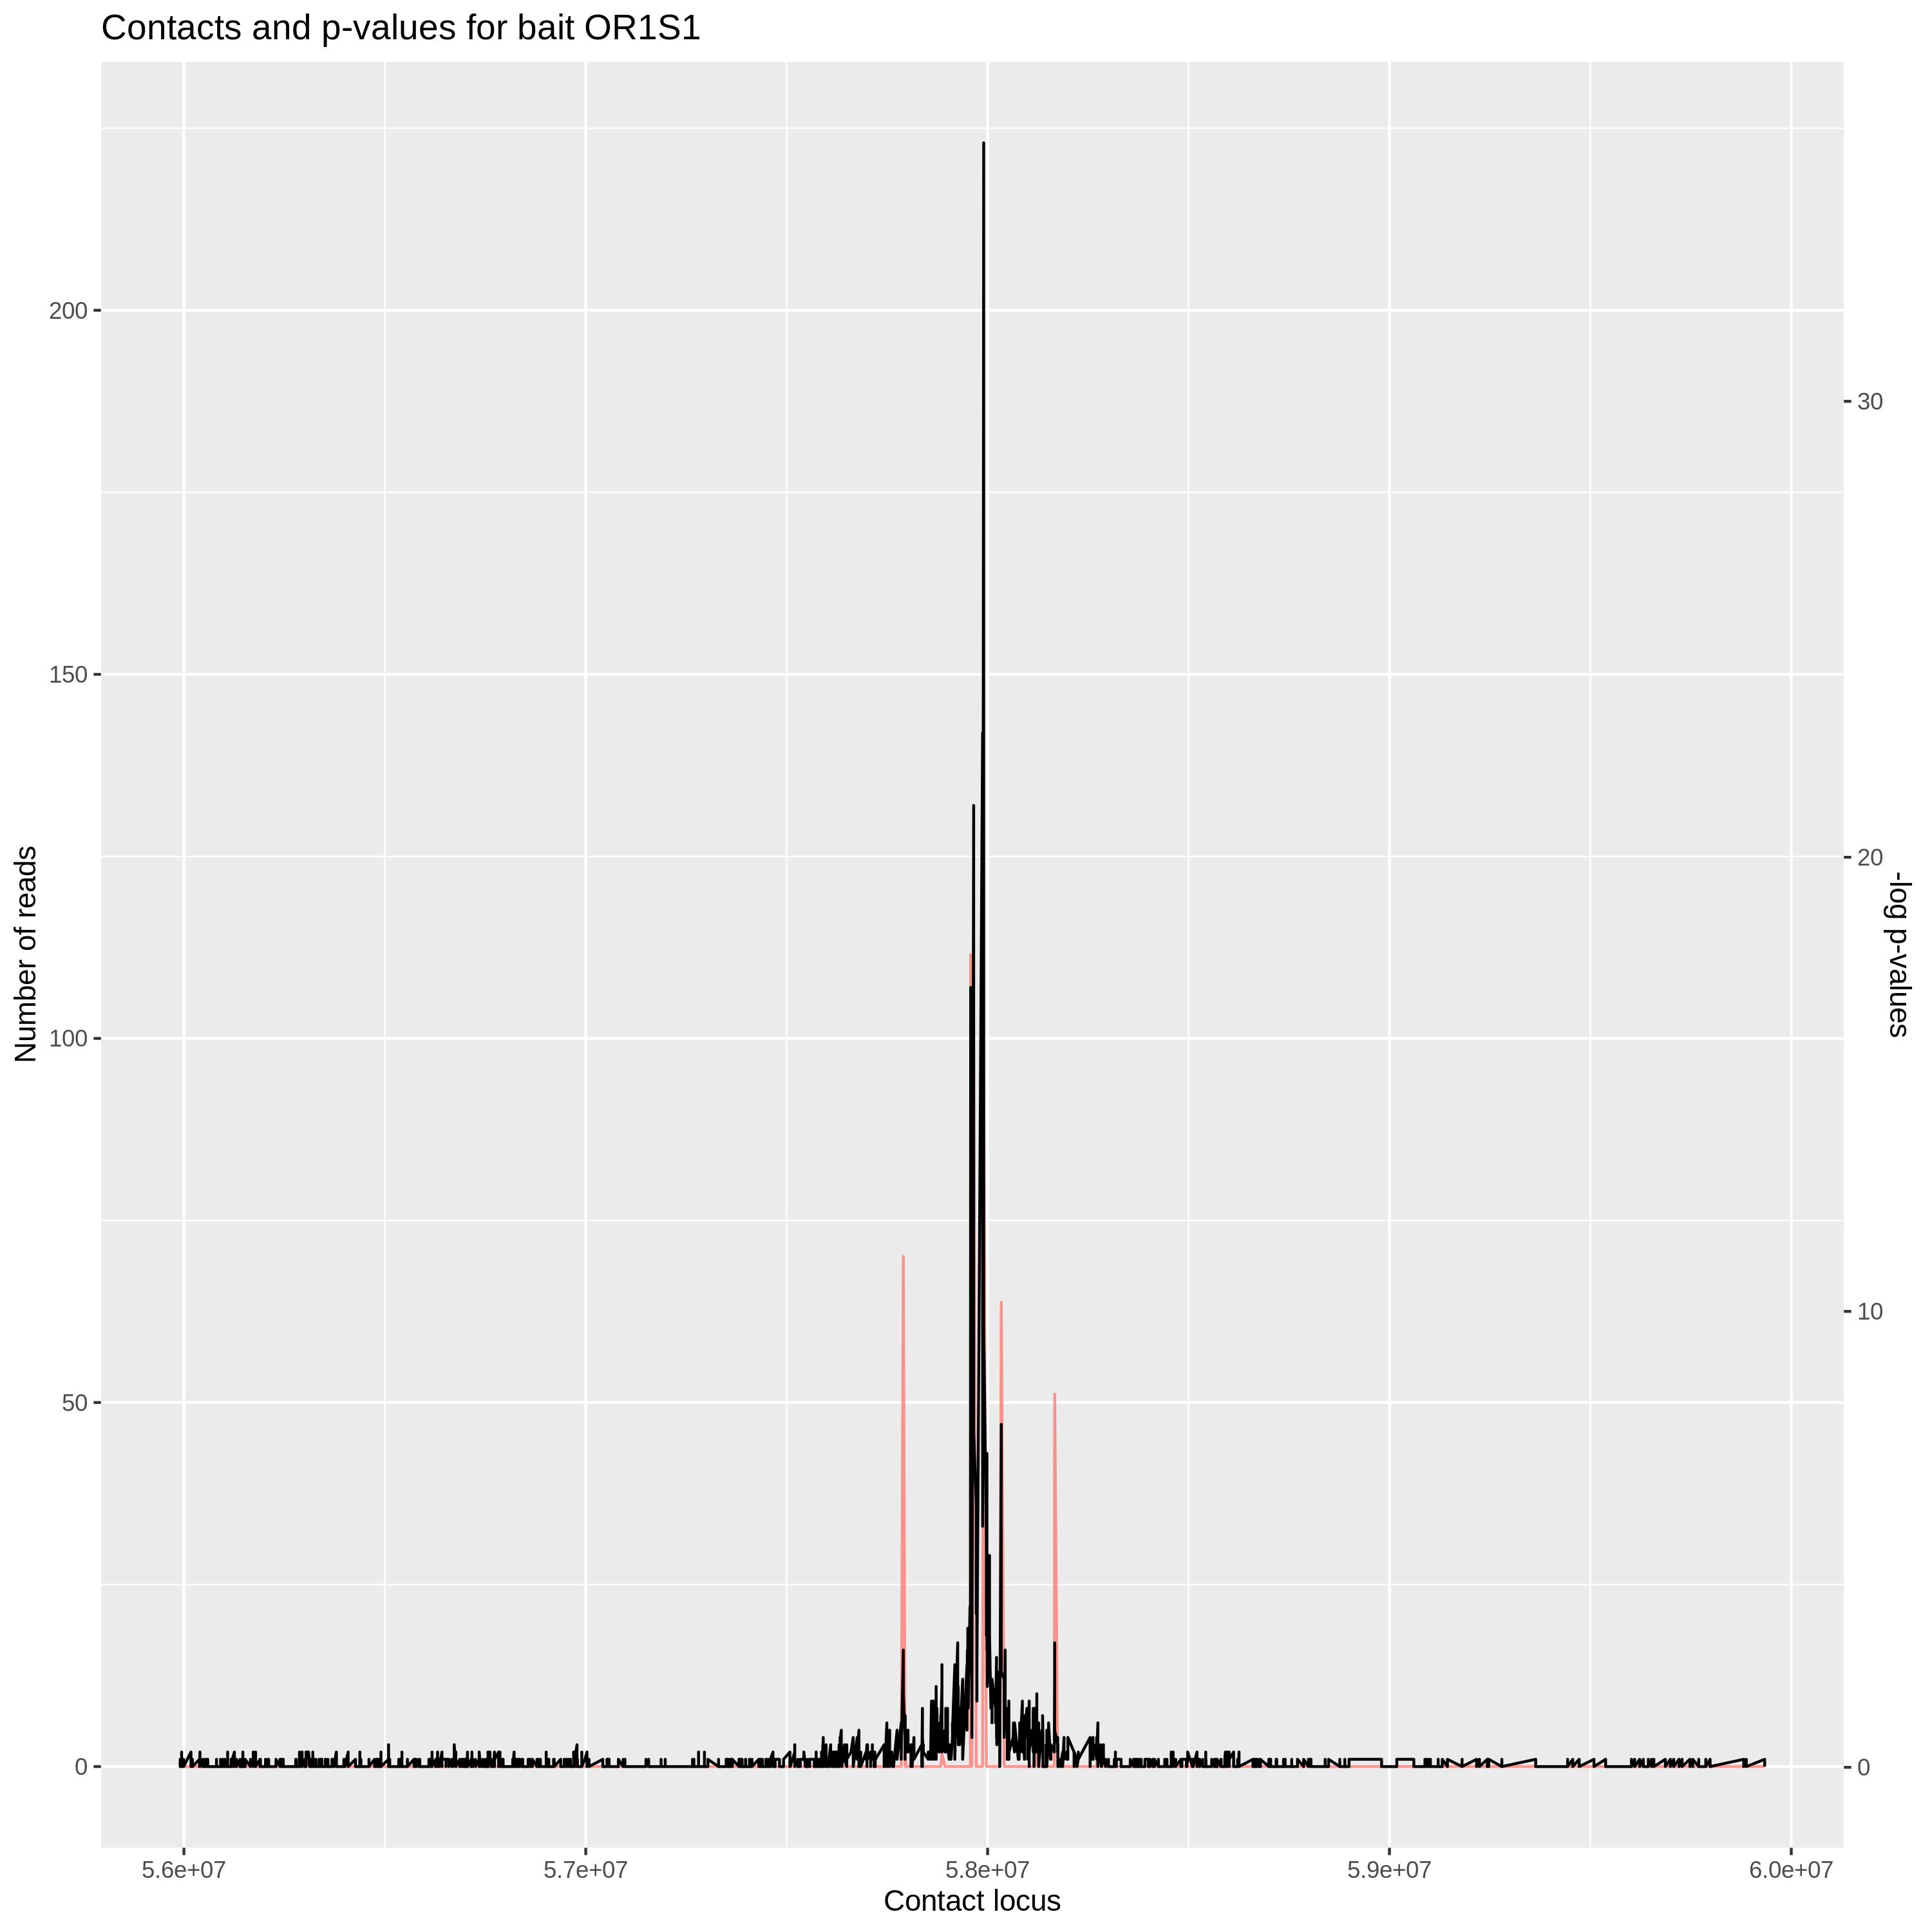 Contacts and p-values for bait OR1S1
200
150
100
50
0
Number of reads
30
20
10
0
-log p-values
5.6e+07
5.7e+07
5.8e+07
5.9e+07
6.0e+07
Contact locus